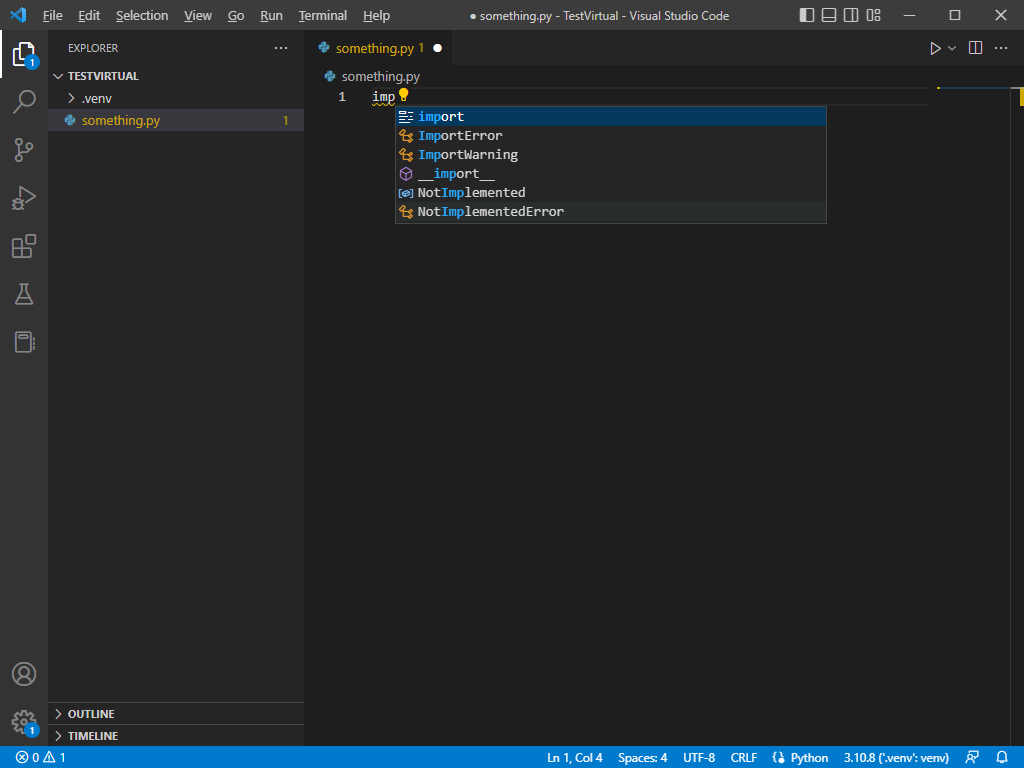 File Edit Selection View Go Run Terminal Help ● something.py - TestVirtual - Visual Studio Code
1
EXPLORER
TESTVIRTUAL
.venv
something.py 1
OUTLINE
TIMELINE
1
something.py 1
something.py
1 imp
import
ImportError
ImportWarning
__import__
NotImplemented
NotImplementedError
0 1 Ln 1, Col 4 Spaces: 4 UTF-8 CRLF Python 3.10.8 ('.venv': venv)